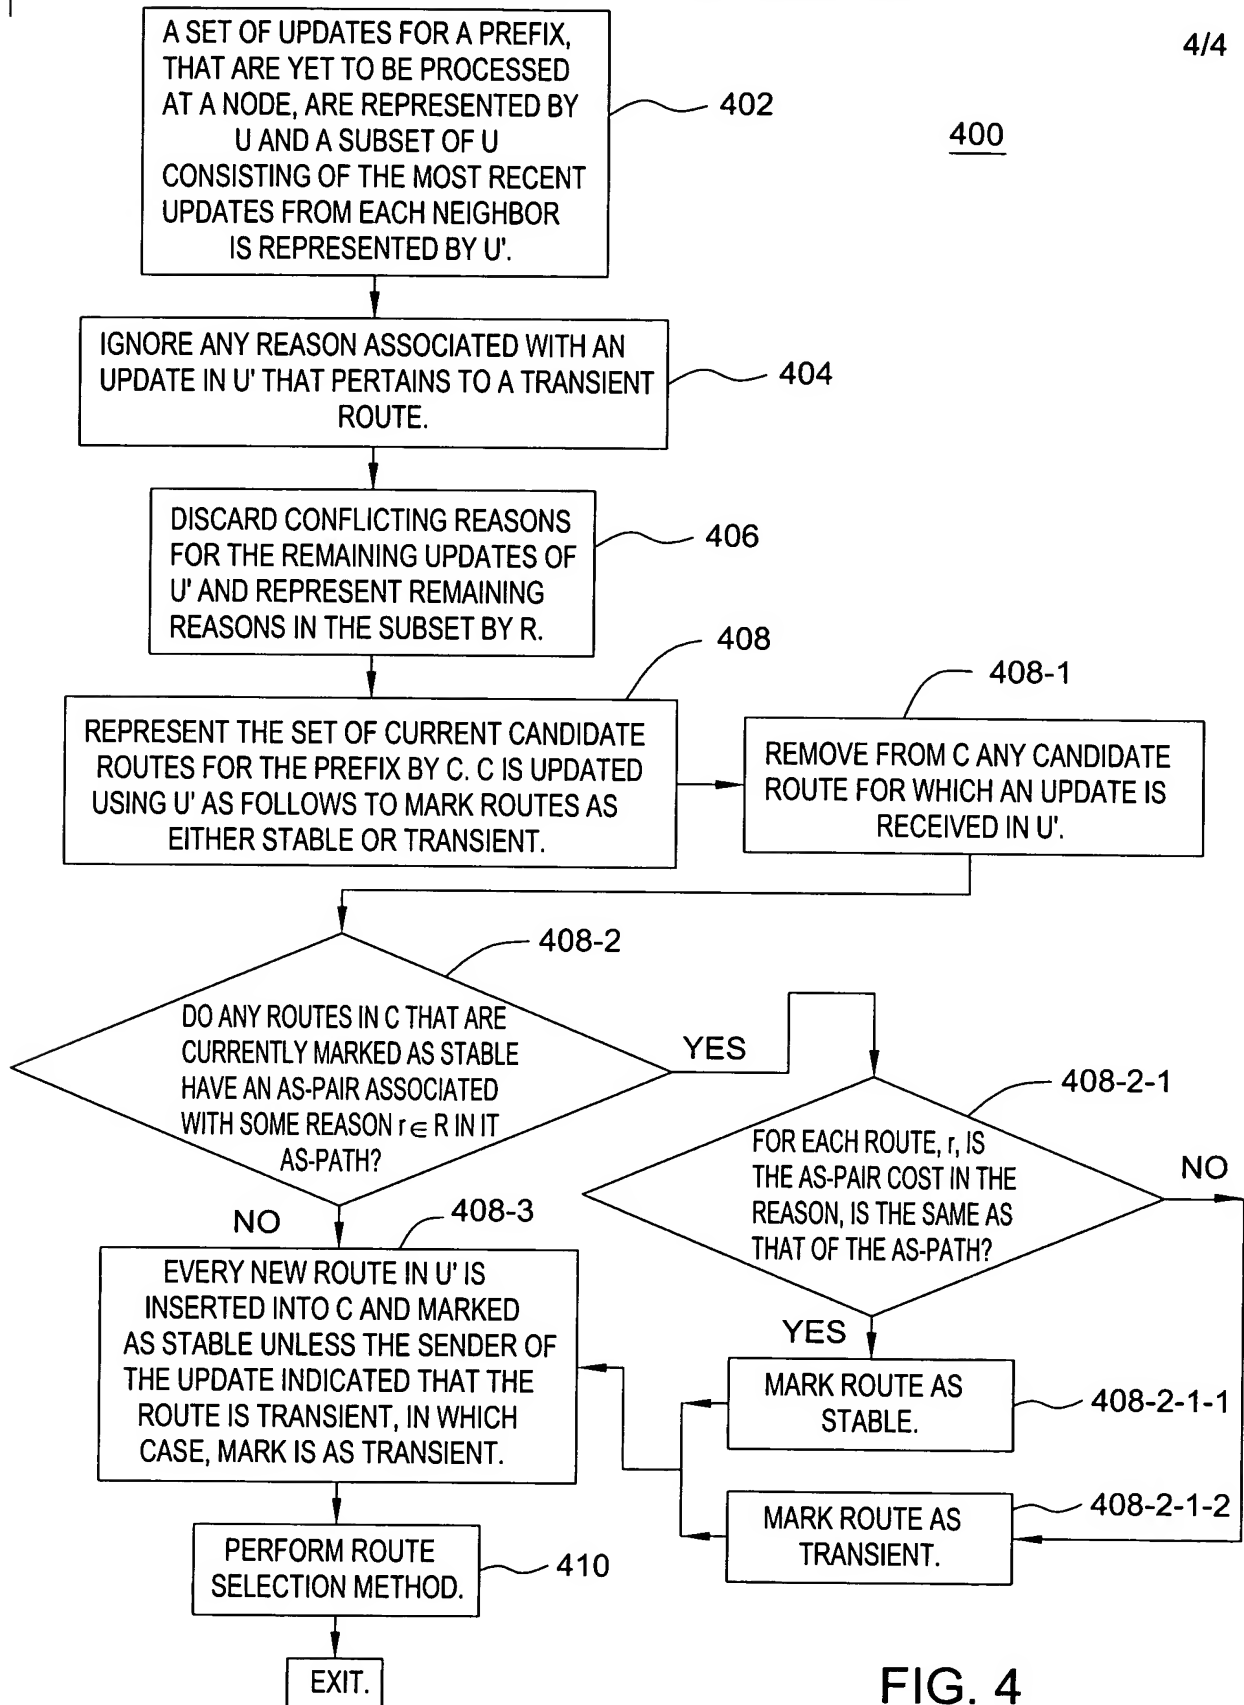 4/4
400
A SET OF UPDATES FOR A PREFIX,
THAT ARE YET TO BE PROCESSED
AT A NODE, ARE REPRESENTED BY
U AND A SUBSET OF U
CONSISTING OF THE MOST RECENT
UPDATES FROM EACH NEIGHBOR
IS REPRESENTED BY U'.
402
IGNORE ANY REASON ASSOCIATED WITH AN
UPDATE IN U' THAT PERTAINS TO A TRANSIENT
ROUTE.
404
DISCARD CONFLICTING REASONS
FOR THE REMAINING UPDATES OF
U' AND REPRESENT REMAINING
REASONS IN THE SUBSET BY R.
406
408
REPRESENT THE SET OF CURRENT CANDIDATE
ROUTES FOR THE PREFIX BY C. C IS UPDATED
USING U' AS FOLLOWS TO MARK ROUTES AS
EITHER STABLE OR TRANSIENT.
408-1
REMOVE FROM C ANY CANDIDATE
ROUTE FOR WHICH AN UPDATE IS
RECEIVED IN U'.
408-2
DO ANY ROUTES IN C THAT ARE
CURRENTLY MARKED AS STABLE
HAVE AN AS-PAIR ASSOCIATED
WITH SOME REASON r∈R IN IT
AS-PATH?
YES
NO
408-2-1
FOR EACH ROUTE, r, IS
THE AS-PAIR COST IN THE
REASON, IS THE SAME AS
THAT OF THE AS-PATH?
NO
YES
408-3
EVERY NEW ROUTE IN U' IS
INSERTED INTO C AND MARKED
AS STABLE UNLESS THE SENDER OF
THE UPDATE INDICATED THAT THE
ROUTE IS TRANSIENT, IN WHICH
CASE, MARK IS AS TRANSIENT.
MARK ROUTE AS
STABLE.
408-2-1-1
MARK ROUTE AS
TRANSIENT.
408-2-1-2
PERFORM ROUTE
SELECTION METHOD.
410
EXIT.
FIG. 4